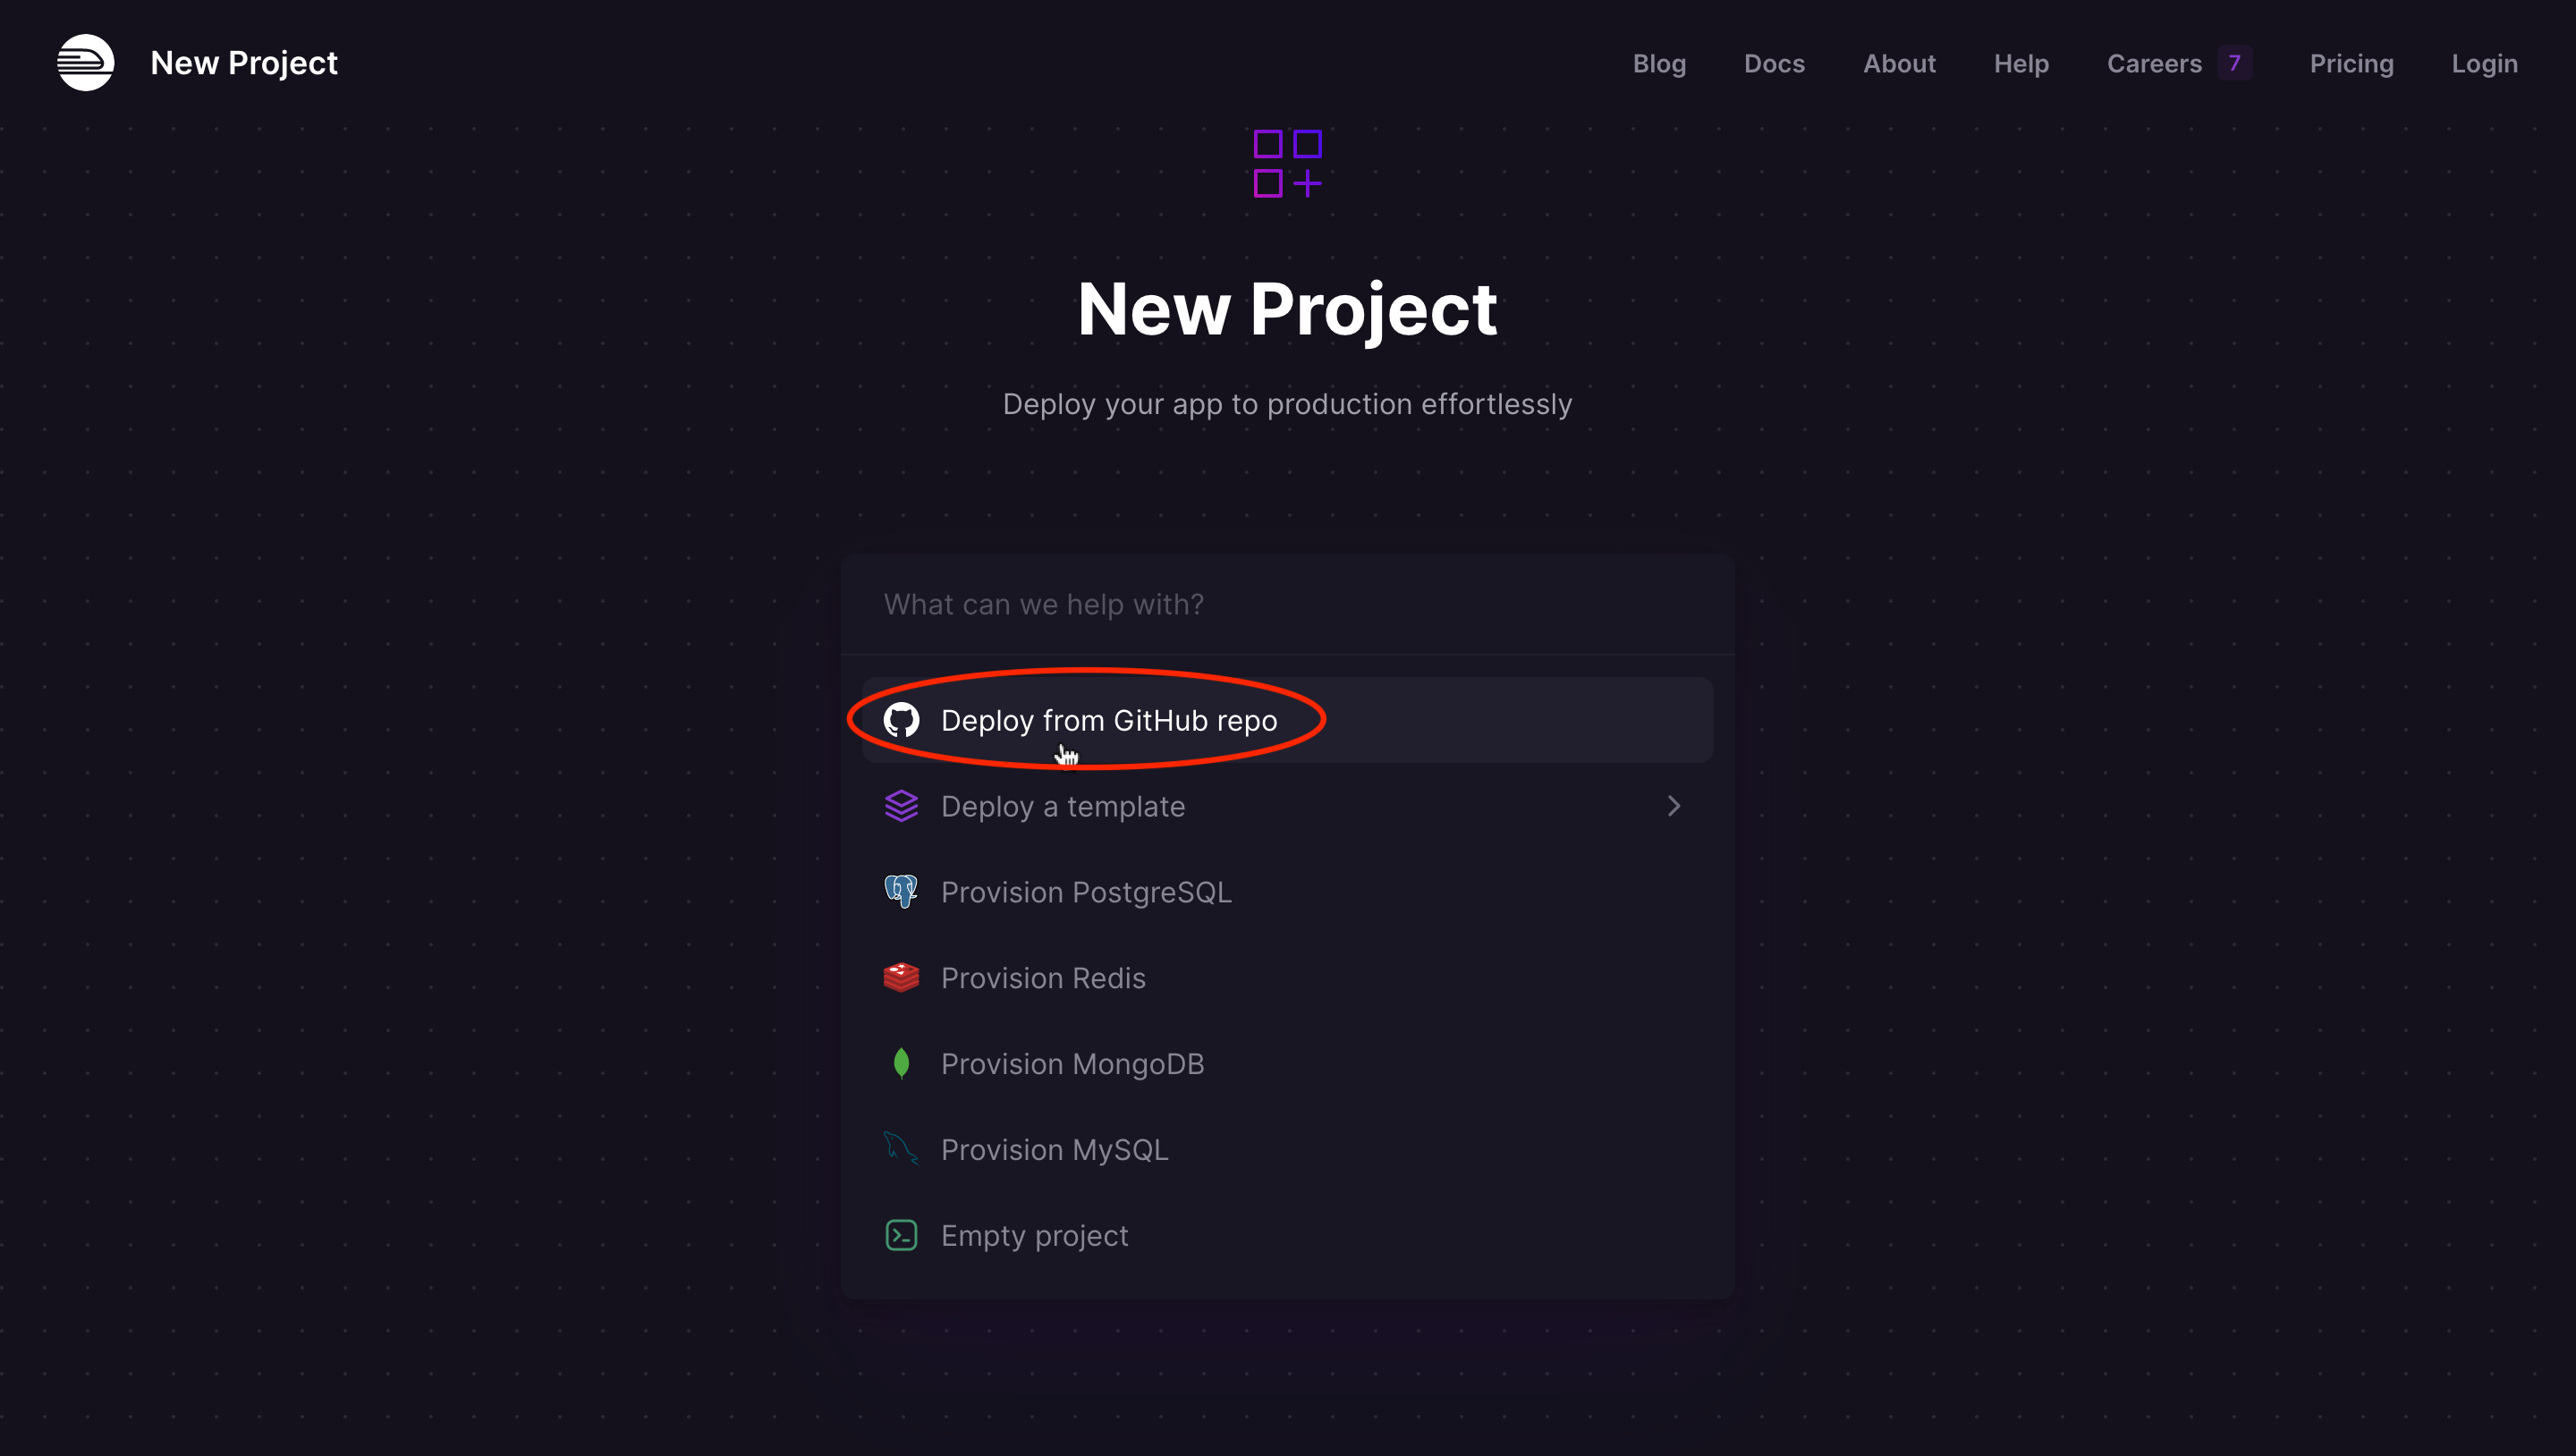 New Project
Blog Docs About Help Careers 7 Pricing Login
New Project
Deploy your app to production effortlessly
What can we help with?
Deploy from GitHub repo
Deploy a template
Provision PostgreSQL
Provision Redis
Provision MongoDB
Provision MySQL
Empty project